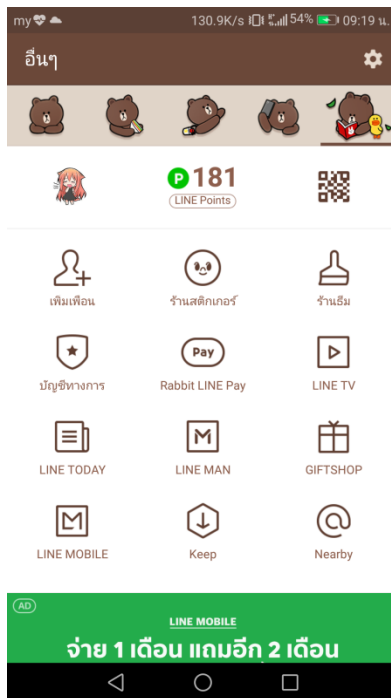 my
130.9K/s
54%
09:19 น.
อื่นๆ
P 181
LINE Points
เพิ่มเพื่อน
ร้านสติกเกอร์
ร้านธีม
บัญชีทางการ
Pay
Rabbit LINE Pay
LINE TV
LINE TODAY
M
LINE MAN
GIFTSHOP
M
LINE MOBILE
Keep
Nearby
AD
LINE MOBILE
จ่าย 1 เดือน แถมอีก 2 เดือน